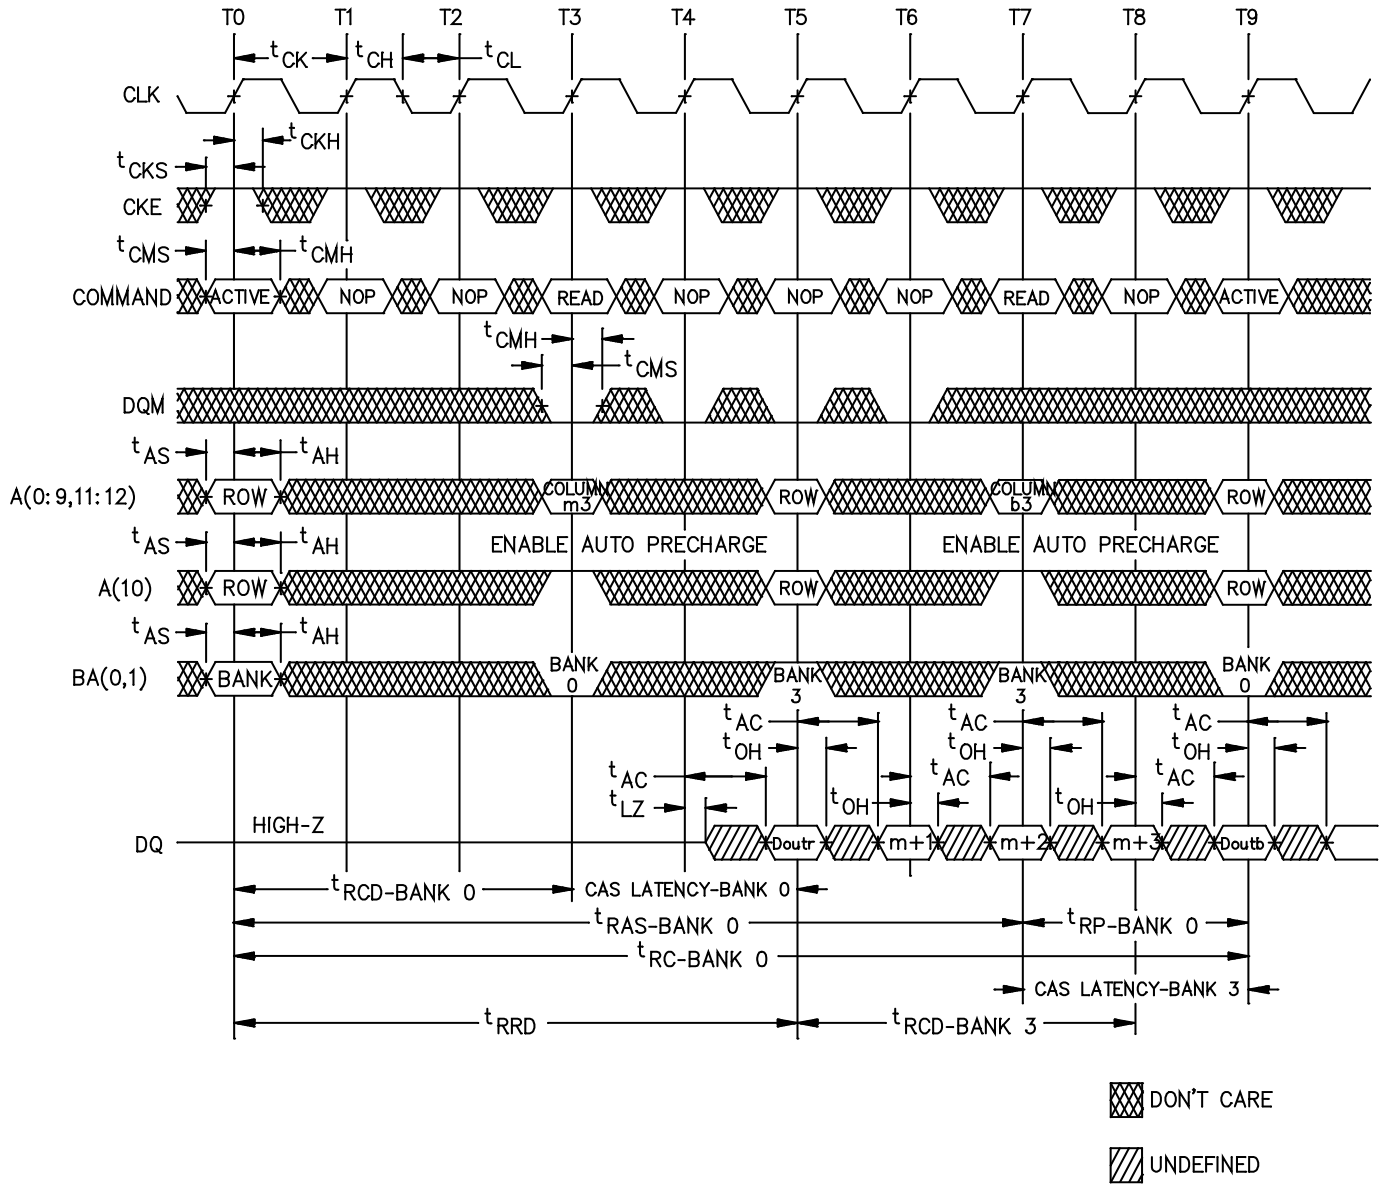 T0 T1 T2 T3 T4 T5 T6 T7 T8 T9
tCK tCH tCL
CLK
tCKH
tCKS
CKE
tCMS tCMH
COMMAND ACTIVE NOP NOP READ NOP NOP NOP READ NOP ACTIVE
tCMH
tCMS
DQM
tAS tAH
A(0:9,11:12) ROW COLUMN m3 ROW COLUMN b3 ROW
tAS tAH ENABLE AUTO PRECHARGE ENABLE AUTO PRECHARGE
A(10) ROW ROW ROW
tAS tAH
BA(0,1) BANK BANK 0 BANK 3 BANK 3 BANK 0
tAC tAC tAC
tOH tOH tOH
tAC tAC tAC
tLZ tOH tOH
HIGH-Z
DQ Doutr m+1 m+2 m+3 Doutb
tRCD-BANK 0 CAS LATENCY-BANK 0
tRAS-BANK 0 tRP-BANK 0
tRC-BANK 0
CAS LATENCY-BANK 3
tRRD tRCD-BANK 3
DON'T CARE
UNDEFINED